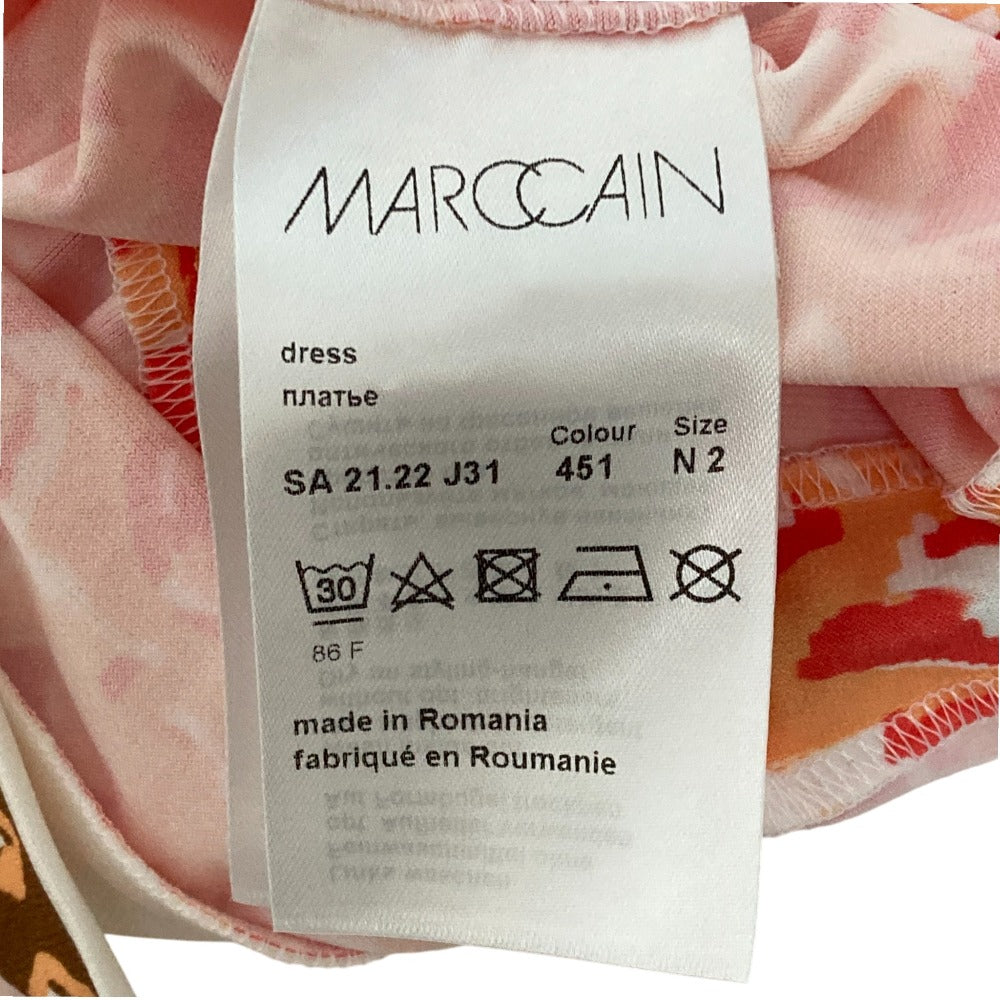 MARCCAIN
dress
платье
Colour Size
SA 21.22 J31 451 N 2
30
86 F
made in Romania
fabriqué en Roumanie